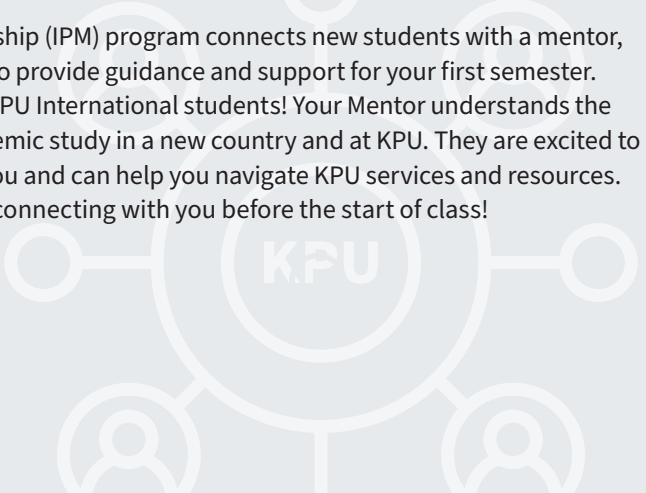 ship (IPM) program connects new students with a mentor,
o provide guidance and support for your first semester.
PU International students! Your Mentor understands the
emic study in a new country and at KPU. They are excited to
ou and can help you navigate KPU services and resources.
connecting with you before the start of class!
KPU